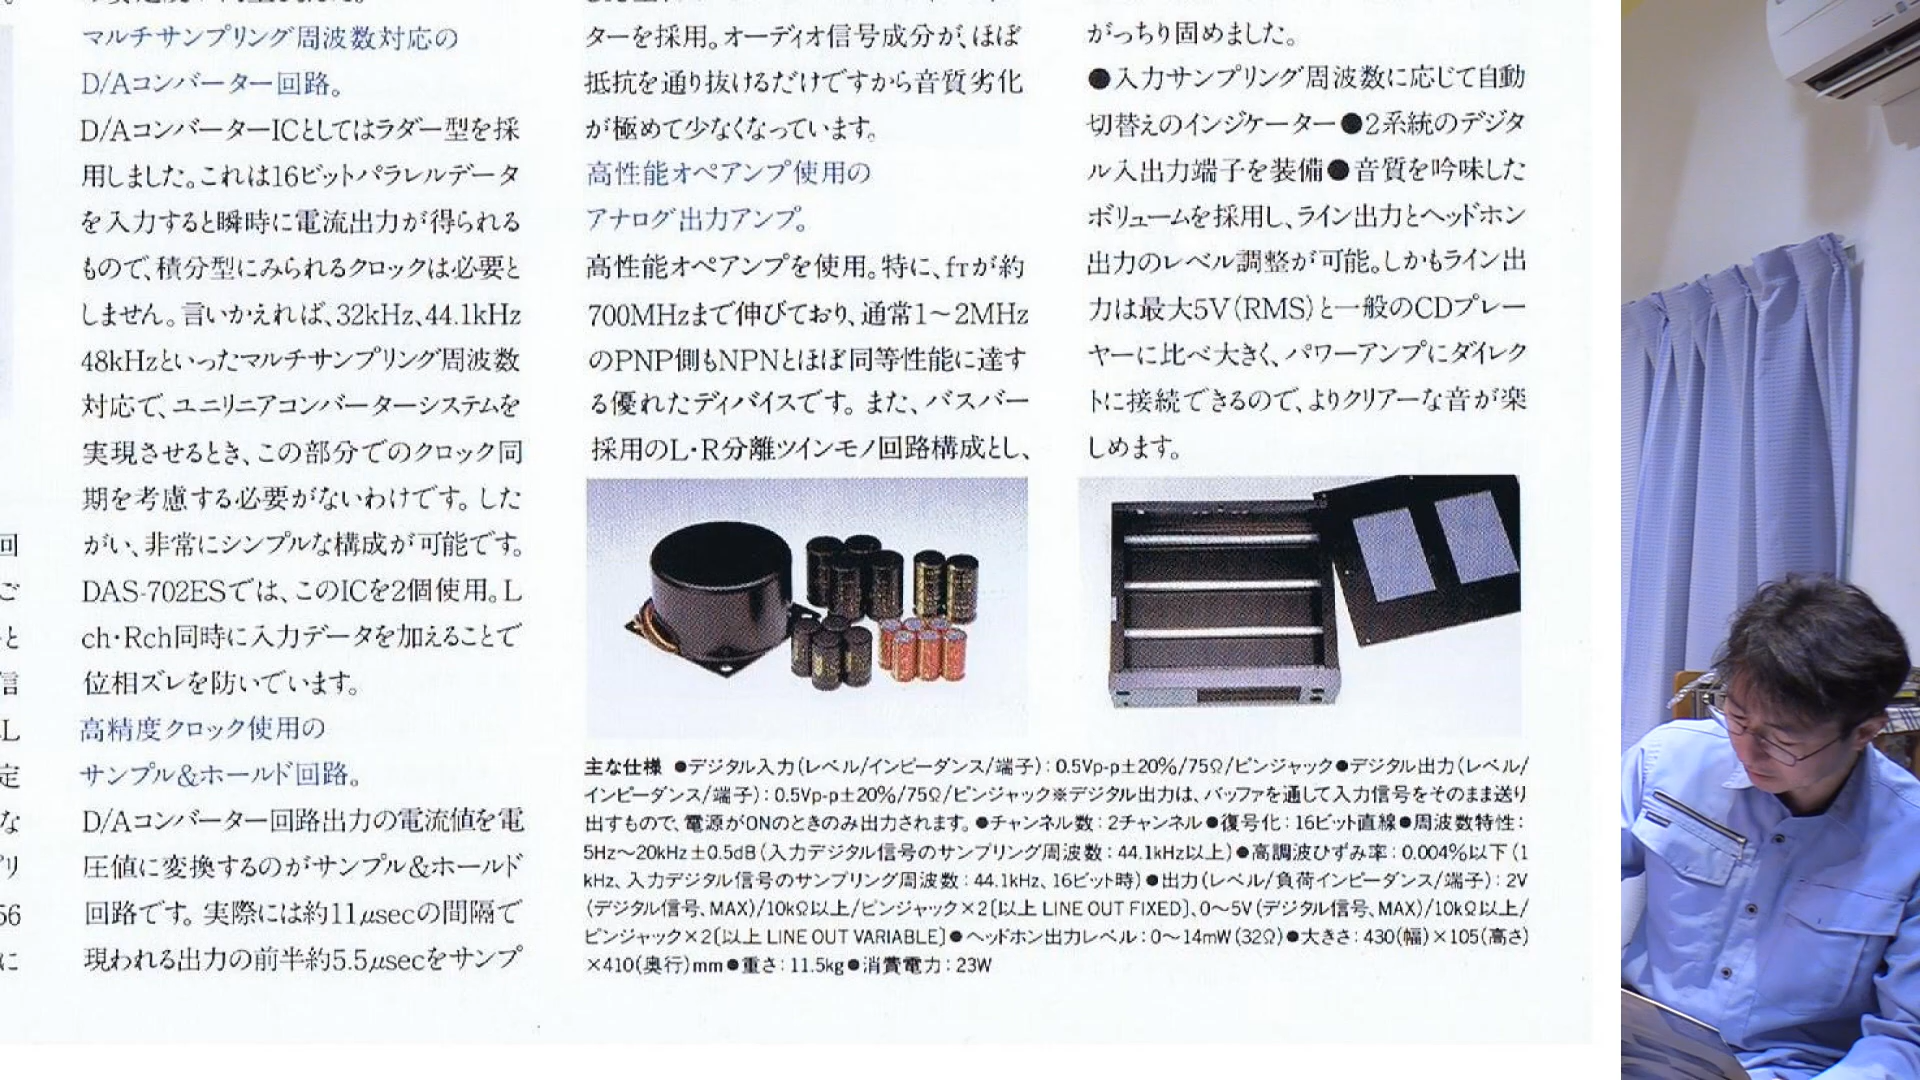 マルチサンプリング周波数対応の
D/Aコンバーター回路。
D/AコンバーターICとしてはラダー型を採
用しました。これは16ビットパラレルデータ
を入力すると瞬時に電流出力が得られる
もので、積分型にみられるクロックは必要と
しません。言いかえれば、32kHz、44.1kHz
48kHzといったマルチサンプリング周波数
対応で、ユニリニアコンバーターシステムを
実現させるとき、この部分でのクロック同
期を考慮する必要がないわけです。した
がい、非常にシンプルな構成が可能です。
DAS-702ESでは、このICを2個使用。L
ch・Rch同時に入力データを加えることで
位相ズレを防いでいます。
高精度クロック使用の
サンプル&ホールド回路。
D/Aコンバーター回路出力の電流値を電
圧値に変換するのがサンプル&ホールド
回路です。実際には約11μsecの間隔で
現われる出力の前半約5.5μsecをサンプ
ターを採用。オーディオ信号成分が、ほぼ
抵抗を通り抜けるだけですから音質劣化
が極めて少なくなっています。
高性能オペアンプ使用の
アナログ出力アンプ。
高性能オペアンプを使用。特に、fTが約
700MHzまで伸びており、通常1～2MHz
のPNP側もNPNとほぼ同等性能に達す
る優れたディバイスです。また、バスバー
採用のL・R分離ツインモノ回路構成とし、
がっちり固めました。
●入力サンプリング周波数に応じて自動
切替えのインジケーター●2系統のデジタ
ル入出力端子を装備●音質を吟味した
ボリュームを採用し、ライン出力とヘッドホン
出力のレベル調整が可能。しかもライン出
力は最大5V(RMS)と一般のCDプレー
ヤーに比べ大きく、パワーアンプにダイレク
トに接続できるので、よりクリアーな音が楽
しめます。
主な仕様 ●デジタル入力(レベル/インピーダンス/端子)：0.5Vp-p±20%/75Ω/ピンジャック●デジタル出力(レベル/
インピーダンス/端子)：0.5Vp-p±20%/75Ω/ピンジャック※デジタル出力は、バッファを通して入力信号をそのまま送り
出すもので、電源がONのときのみ出力されます。●チャンネル数：2チャンネル●復号化：16ビット直線●周波数特性：
5Hz～20kHz±0.5dB(入力デジタル信号のサンプリング周波数：44.1kHz以上)●高調波ひずみ率：0.004%以下(1
kHz、入力デジタル信号のサンプリング周波数：44.1kHz、16ビット時)●出力(レベル/負荷インピーダンス/端子)：2V
(デジタル信号、MAX)/10kΩ以上/ピンジャック×2〔以上 LINE OUT FIXED〕、0～5V(デジタル信号、MAX)/10kΩ以上/
ピンジャック×2〔以上 LINE OUT VARIABLE〕●ヘッドホン出力レベル：0～14mW(32Ω)●大きさ：430(幅)×105(高さ)
×410(奥行)mm●重さ：11.5kg●消費電力：23W